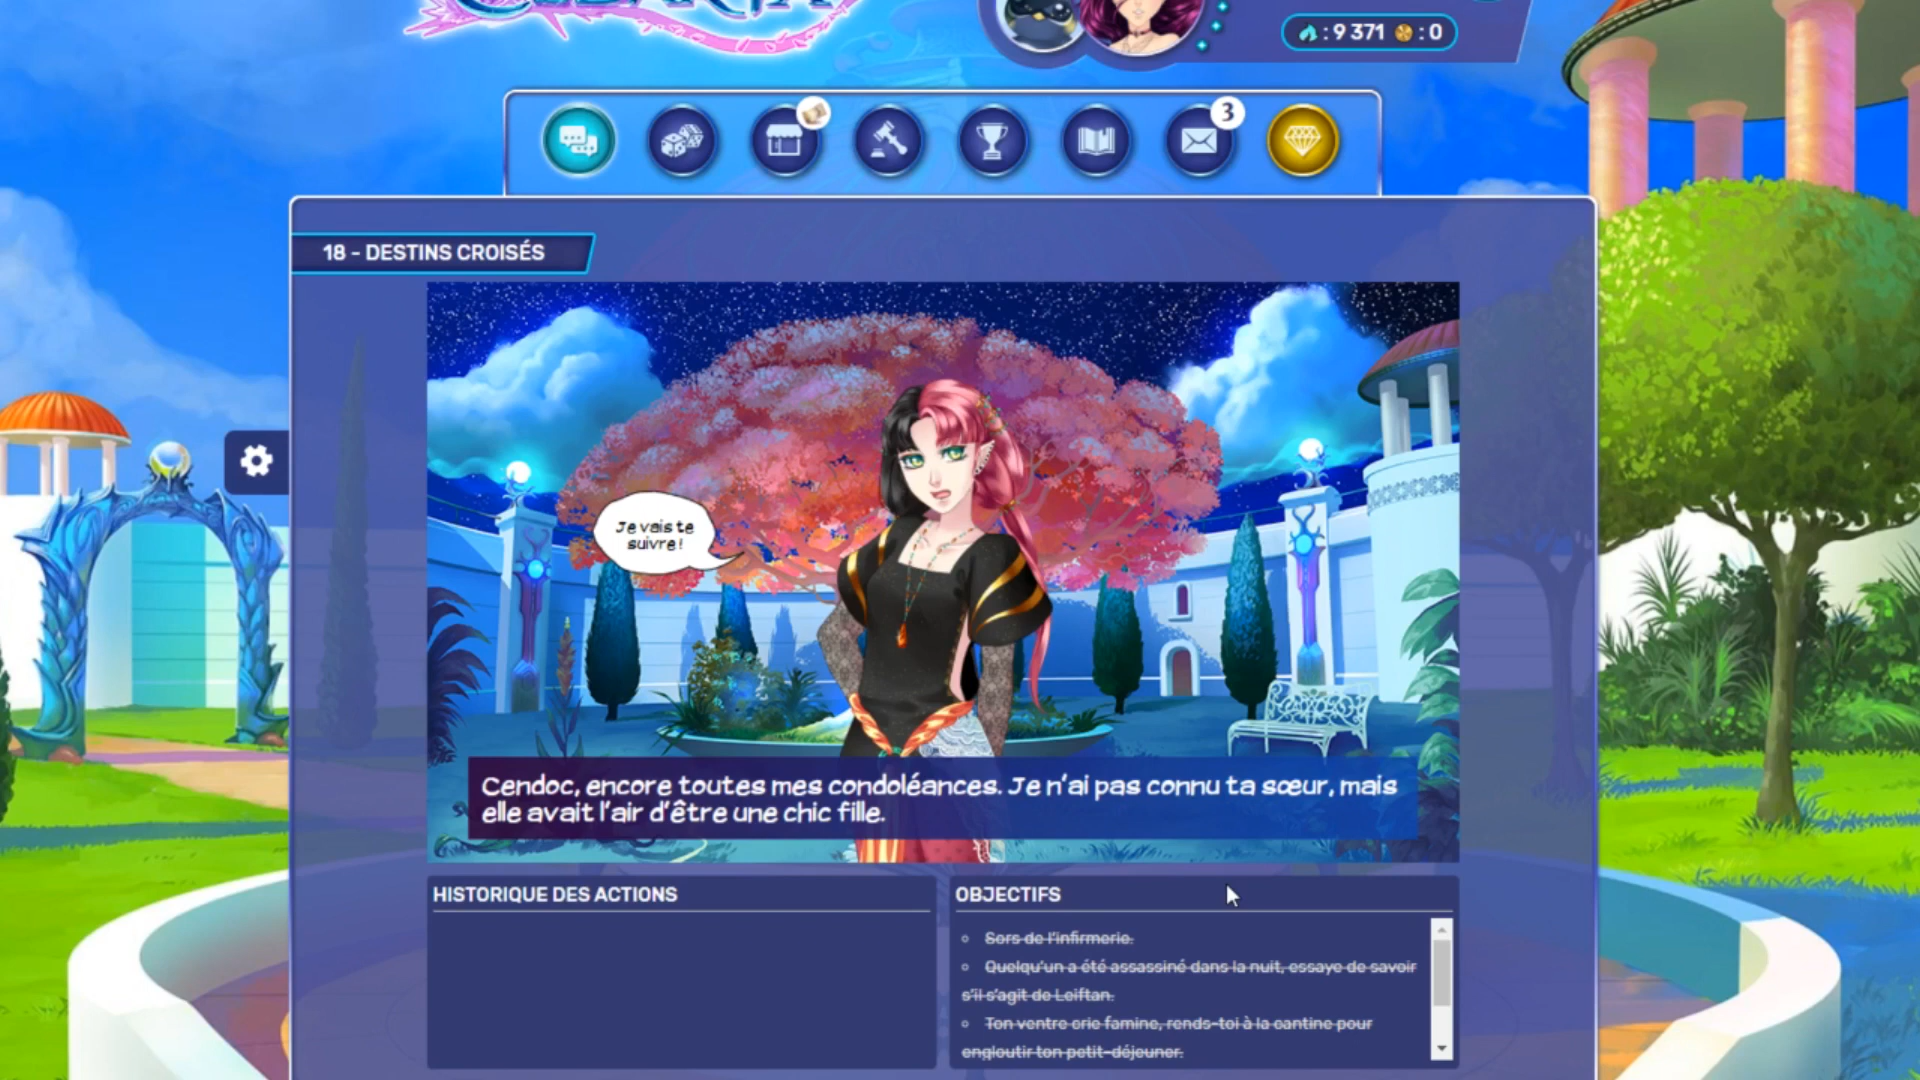 : 9 371 : 0
3
18 - DESTINS CROISÉS
Je vais te
suivre!
Cendoc, encore toutes mes condoléances. Je n'ai pas connu ta sœur, mais
elle avait l'air d'être une chic fille.
HISTORIQUE DES ACTIONS
OBJECTIFS
Sors de l'infirmerie.
Quelqu'un a été assassiné dans la nuit, essaye de savoir
s'il s'agit de Leiftan.
Ton ventre crie famine, rends-toi à la cantine pour
engloutir ton petit-déjeuner.